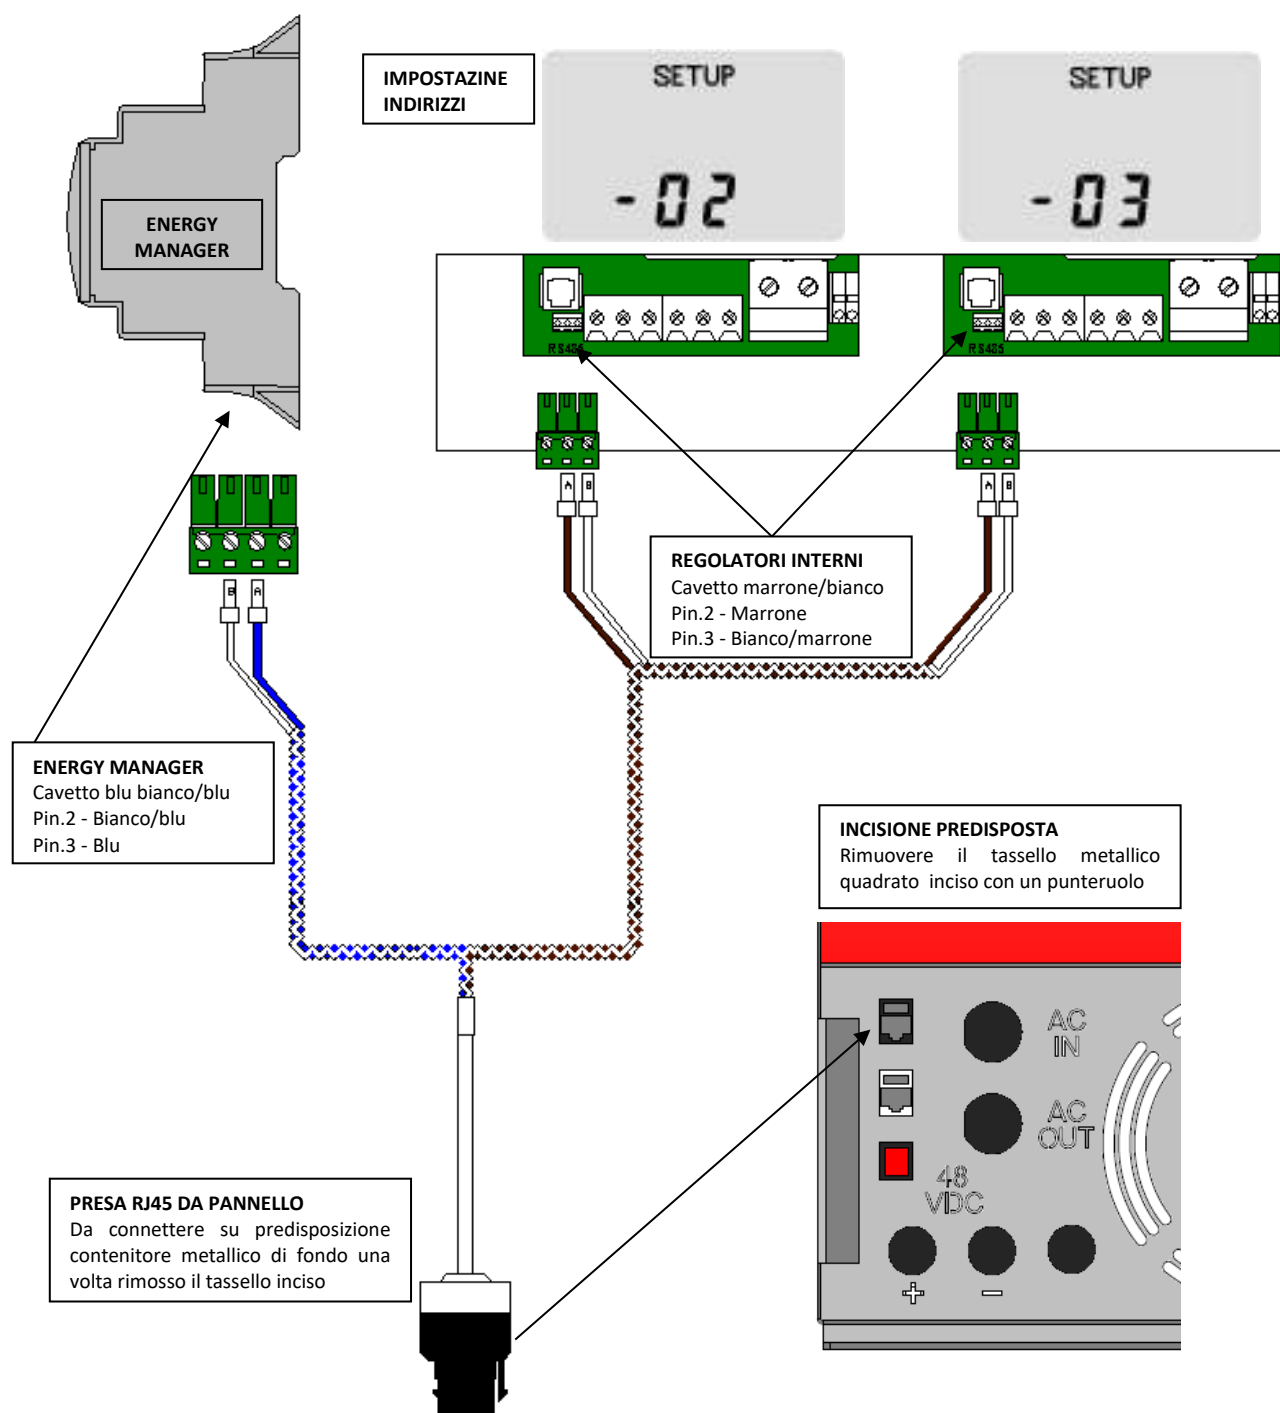 IMPOSTAZINE
INDIRIZZI
SETUP
-02
SETUP
-03
ENERGY
MANAGER
RS485
RS485
A B
A B
B A
REGOLATORI INTERNI
Cavetto marrone/bianco
Pin.2 - Marrone
Pin.3 - Bianco/marrone
ENERGY MANAGER
Cavetto blu bianco/blu
Pin.2 - Bianco/blu
Pin.3 - Blu
INCISIONE PREDISPOSTA
Rimuovere il tassello metallico
quadrato inciso con un punteruolo
AC
IN
AC
OUT
48
VDC
+ −
PRESA RJ45 DA PANNELLO
Da connettere su predisposizione
contenitore metallico di fondo una
volta rimosso il tassello inciso